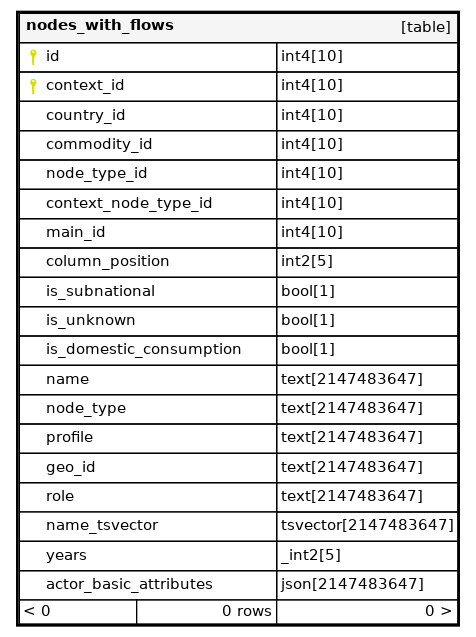 nodes_with_flows [table]
id int4[10]
context_id int4[10]
country_id int4[10]
commodity_id int4[10]
node_type_id int4[10]
context_node_type_id int4[10]
main_id int4[10]
column_position int2[5]
is_subnational bool[1]
is_unknown bool[1]
is_domestic_consumption bool[1]
name text[2147483647]
node_type text[2147483647]
profile text[2147483647]
geo_id text[2147483647]
role text[2147483647]
name_tsvector tsvector[2147483647]
years _int2[5]
actor_basic_attributes json[2147483647]
< 0 0 rows 0 >